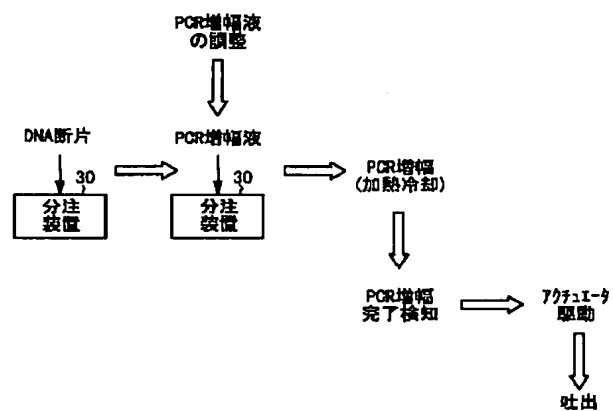 PCR増幅液
の調整
DNA断片
PCR増幅液
30
30
分注
装置
分注
装置
PCR増幅
(加熱冷却)
PCR増幅
完了検知
アクチュエータ
駆動
吐出